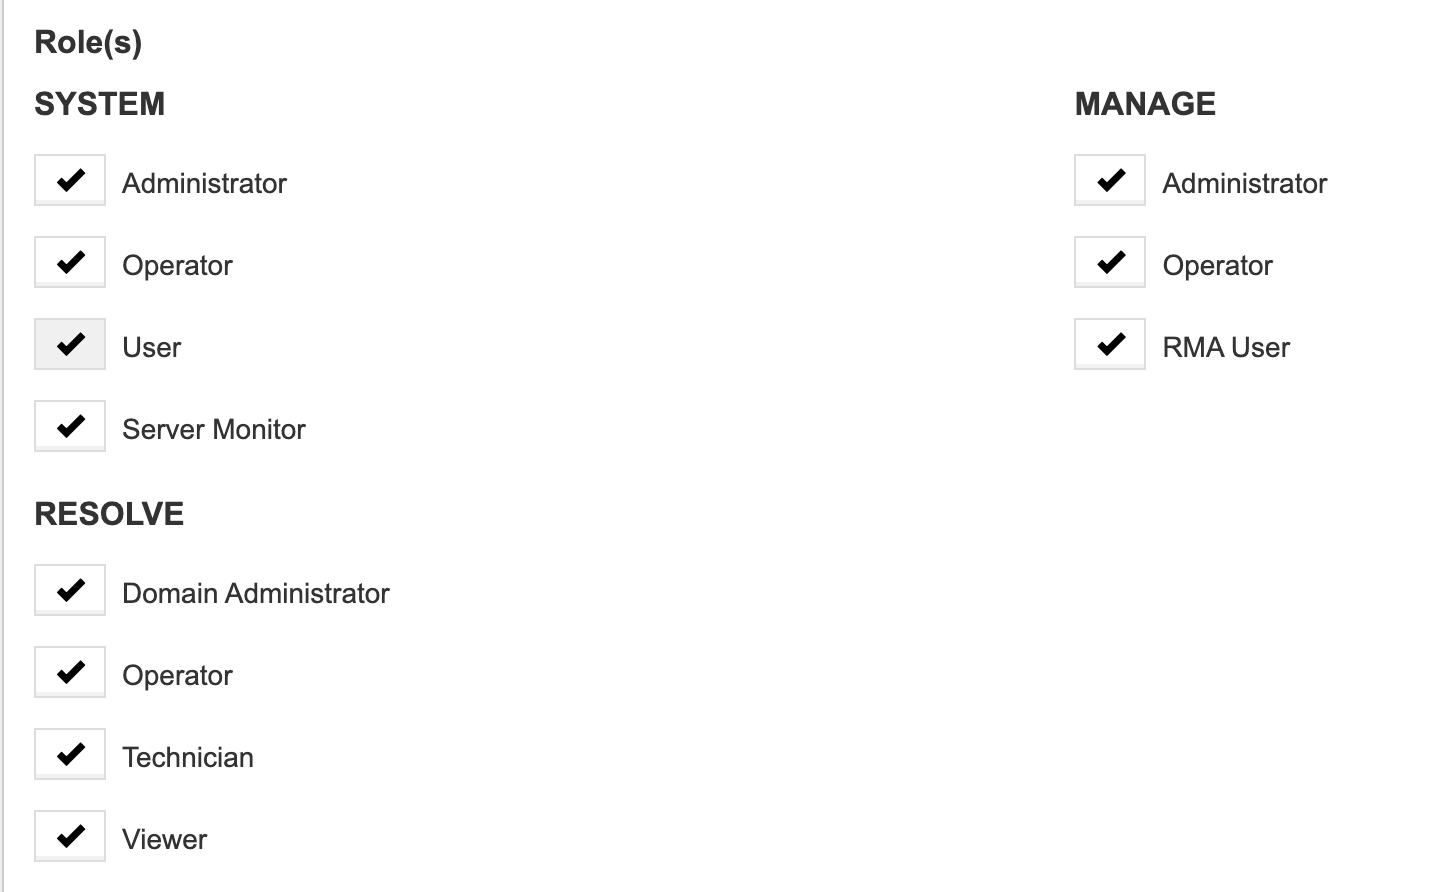 Role(s)
SYSTEM
Administrator
Operator
User
Server Monitor
RESOLVE
Domain Administrator
Operator
Technician
Viewer
MANAGE
Administrator
Operator
RMA User